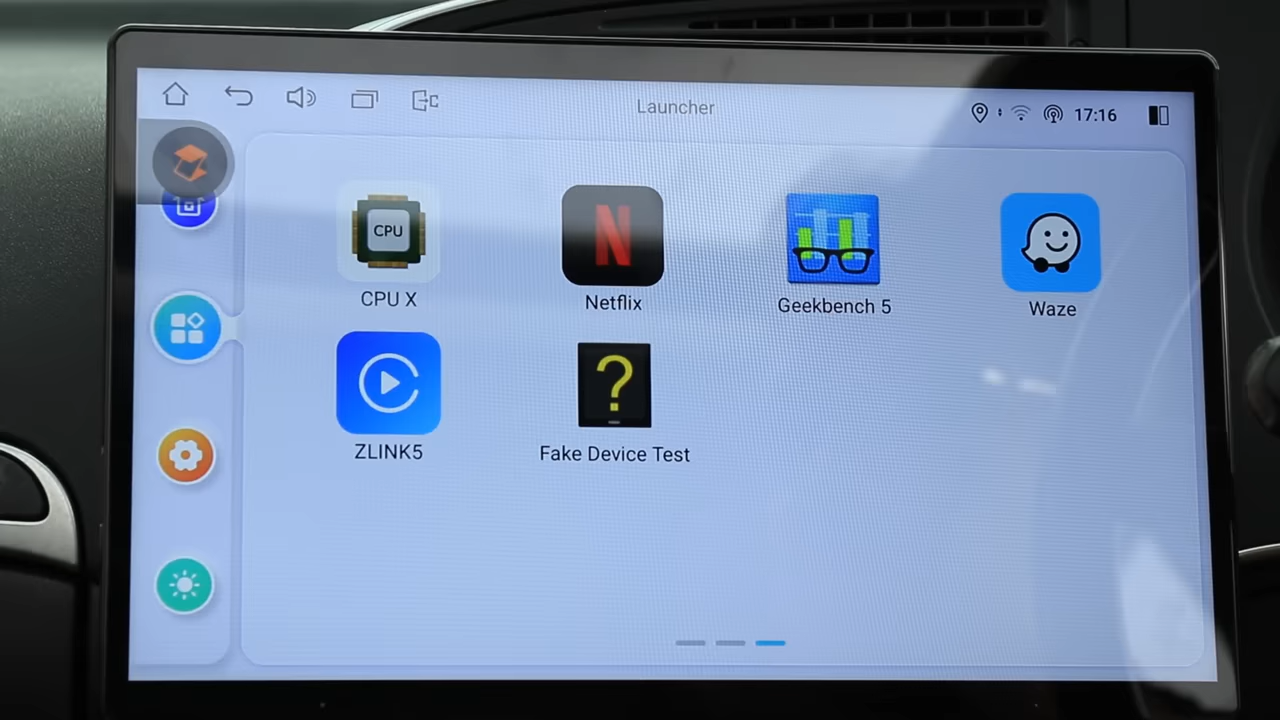 Launcher
17:16
CPU
N
CPU X
Netflix
Geekbench 5
Waze
?
ZLINK5
Fake Device Test